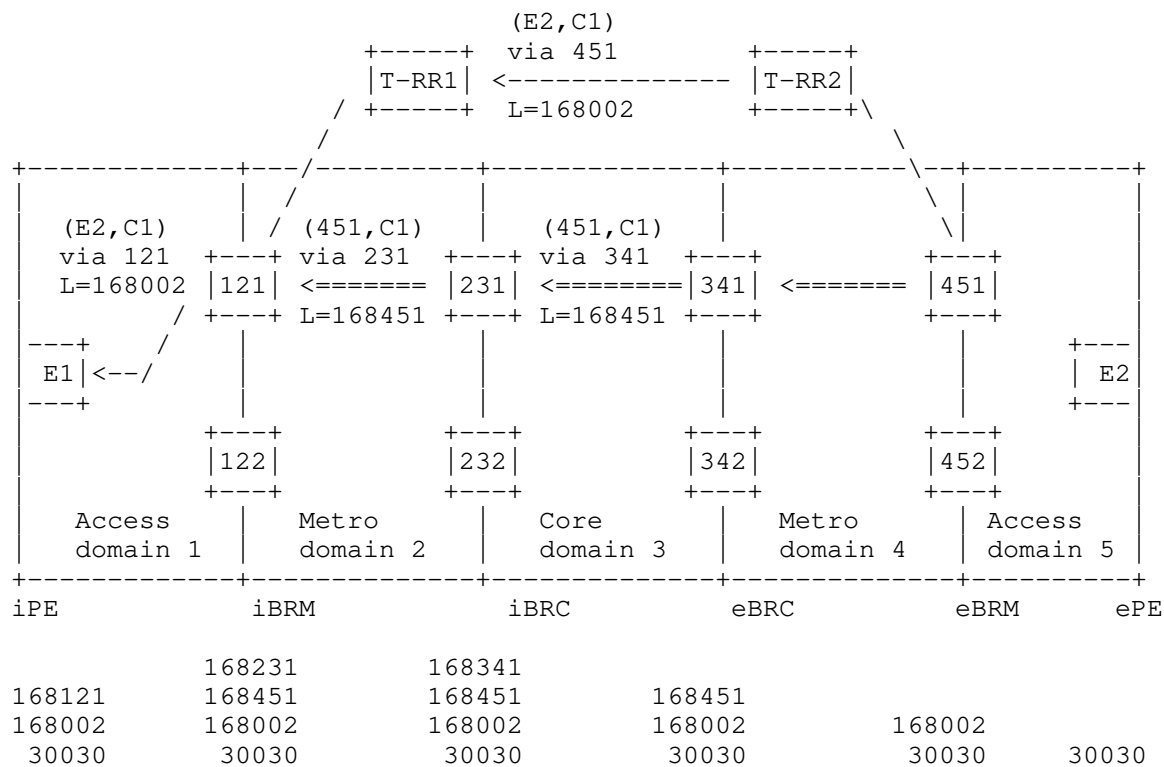 (E2,C1)
via 451
|T-RR1| <-------------- |T-RR2|
L=168002
(E2,C1) (451,C1) (451,C1)
via 121 via 231 via 341
L=168002 |121| <======= |231| <========|341| <======= |451|
L=168451 L=168451
E1|<--/ | E2
|122| |232| |342| |452|
Access Metro Core Metro Access
domain 1 domain 2 domain 3 domain 4 domain 5
iPE iBRM iBRC eBRC eBRM ePE
168231 168341
168121 168451 168451 168451
168002 168002 168002 168002 168002
30030 30030 30030 30030 30030 30030